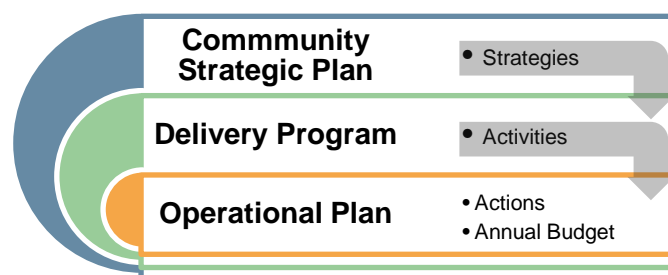 Commmunity
Strategic Plan
• Strategies
Delivery Program
• Activities
Operational Plan
• Actions
• Annual Budget